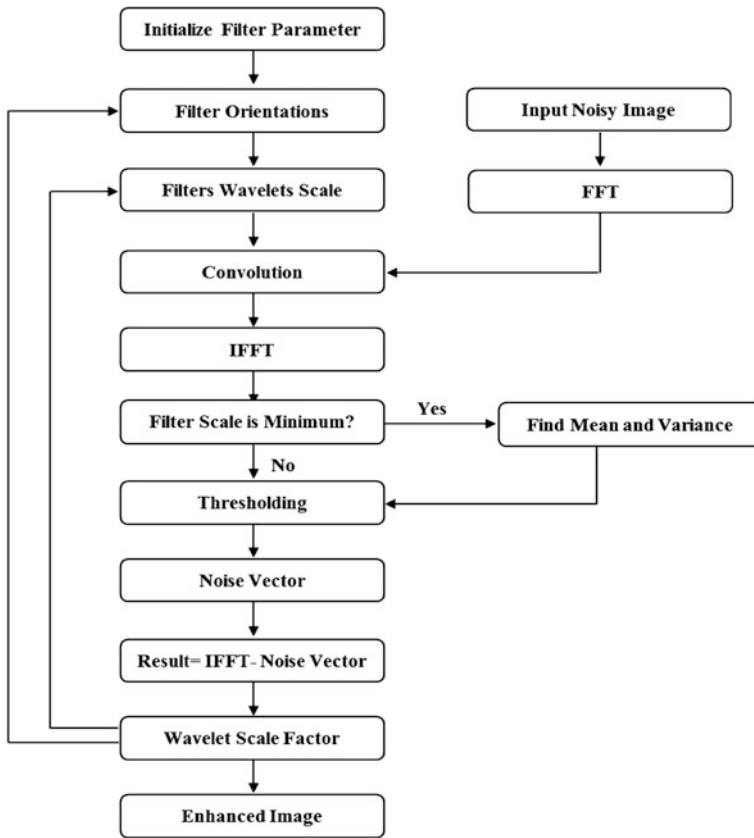 Initialize Filter Parameter
Filter Orientations
Input Noisy Image
Filters Wavelets Scale
FFT
Convolution
IFFT
Filter Scale is Minimum?
Yes
Find Mean and Variance
No
Thresholding
Noise Vector
Result= IFFT- Noise Vector
Wavelet Scale Factor
Enhanced Image